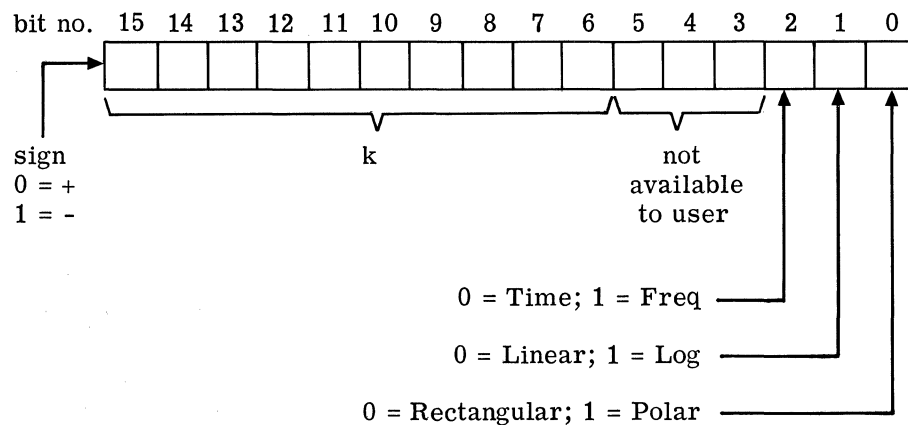 bit no. 15 14 13 12 11 10 9 8 7 6 5 4 3 2 1 0
sign
0 = +
1 = -
k
not
available
to user
0 = Time; 1 = Freq
0 = Linear; 1 = Log
0 = Rectangular; 1 = Polar